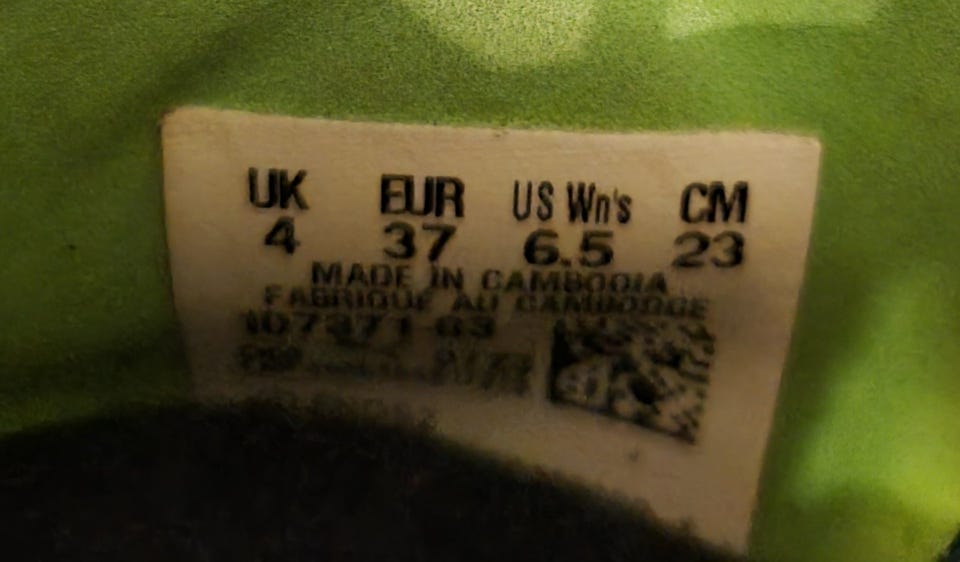 UK EUR US Wn's CM
4 37 6.5 23
MADE IN CAMBODIA
FABRIQUÉ AU CAMBODGE